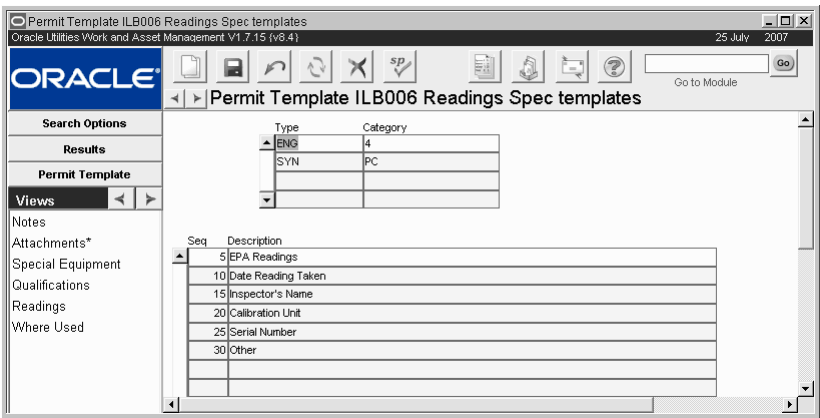 Permit Template ILB006 Readings Spec templates
Oracle Utilities Work and Asset Management V1.7.15 {v8.4} 25 July 2007
ORACLE®
sp
Go
Go to Module
Permit Template ILB006 Readings Spec templates
Search Options
Results
Permit Template
Views
Notes
Attachments*
Special Equipment
Qualifications
Readings
Where Used
Type Category
ENG 4
SYN PC
Seq Description
5 EPA Readings
10 Date Reading Taken
15 Inspector's Name
20 Calibration Unit
25 Serial Number
30 Other